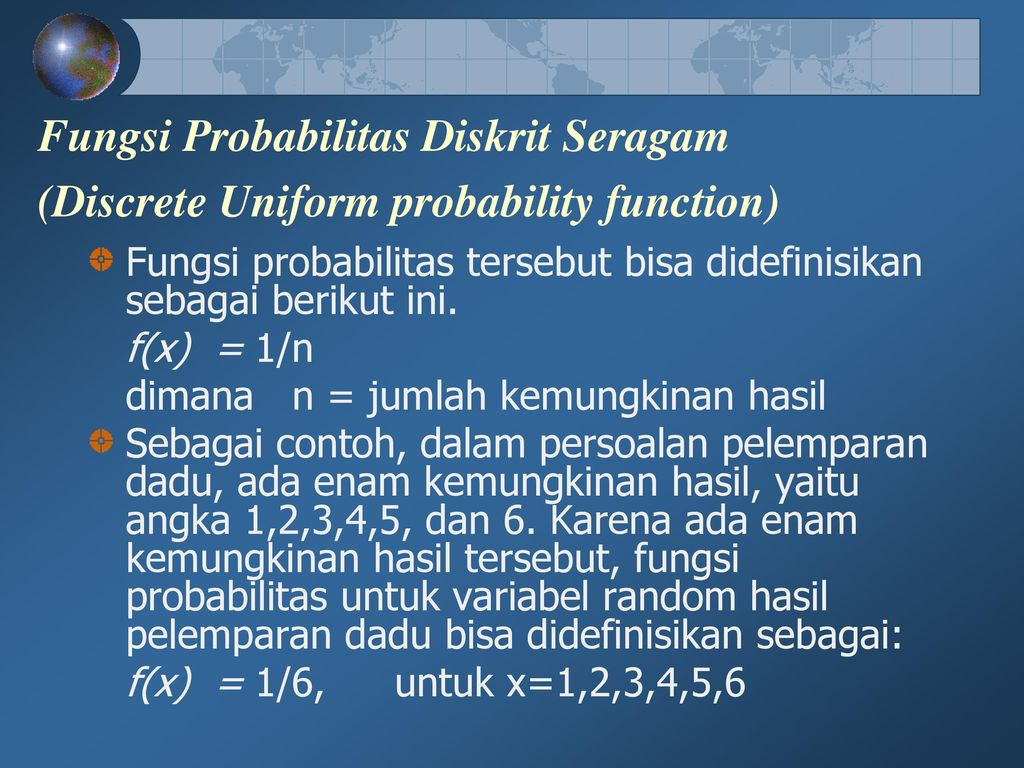 Fungsi Probabilitas Diskrit Seragam
(Discrete Uniform probability function)
Fungsi probabilitas tersebut bisa didefinisikan
sebagai berikut ini.
f(x) = 1/n
dimana n = jumlah kemungkinan hasil
Sebagai contoh, dalam persoalan pelemparan
dadu, ada enam kemungkinan hasil, yaitu
angka 1,2,3,4,5, dan 6. Karena ada enam
kemungkinan hasil tersebut, fungsi
probabilitas untuk variabel random hasil
pelemparan dadu bisa didefinisikan sebagai:
f(x) = 1/6, untuk x=1,2,3,4,5,6